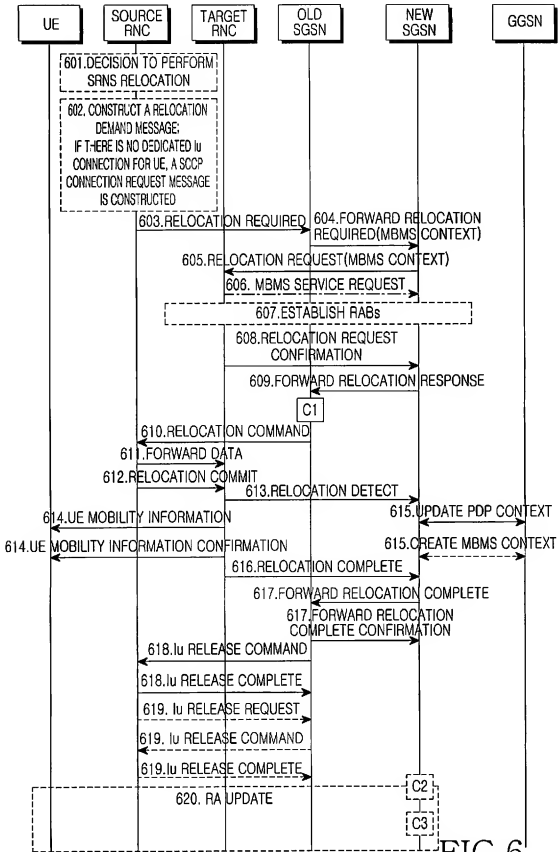 UE
SOURCE
RNC
TARGET
RNC
OLD
SGSN
NEW
SGSN
GGSN
601.DECISION TO PERFORM
SRNS RELOCATION
602. CONSTRUCT A RELOCATION
DEMAND MESSAGE;
IF THERE IS NO DEDICATED Iu
CONNECTION FOR UE, A SCCP
CONNECTION REQUEST MESSAGE
IS CONSTRUCTED
603.RELOCATION REQUIRED
604.FORWARD RELOCATION
REQUIRED(MBMS CONTEXT)
605.RELOCATION REQUEST(MBMS CONTEXT)
606. MBMS SERVICE REQUEST
607.ESTABLISH RABs
608.RELOCATION REQUEST
CONFIRMATION
609.FORWARD RELOCATION RESPONSE
C1
610.RELOCATION COMMAND
611.FORWARD DATA
612.RELOCATION COMMIT
613.RELOCATION DETECT
614.UE MOBILITY INFORMATION
615.UPDATE PDP CONTEXT
614.UE MOBILITY INFORMATION CONFIRMATION
615.CREATE MBMS CONTEXT
616.RELOCATION COMPLETE
617.FORWARD RELOCATION COMPLETE
617.FORWARD RELOCATION
COMPLETE CONFIRMATION
618.Iu RELEASE COMMAND
618.Iu RELEASE COMPLETE
619. Iu RELEASE REQUEST
619. Iu RELEASE COMMAND
619.Iu RELEASE COMPLETE
620. RA UPDATE
C2
C3
FIG. 6